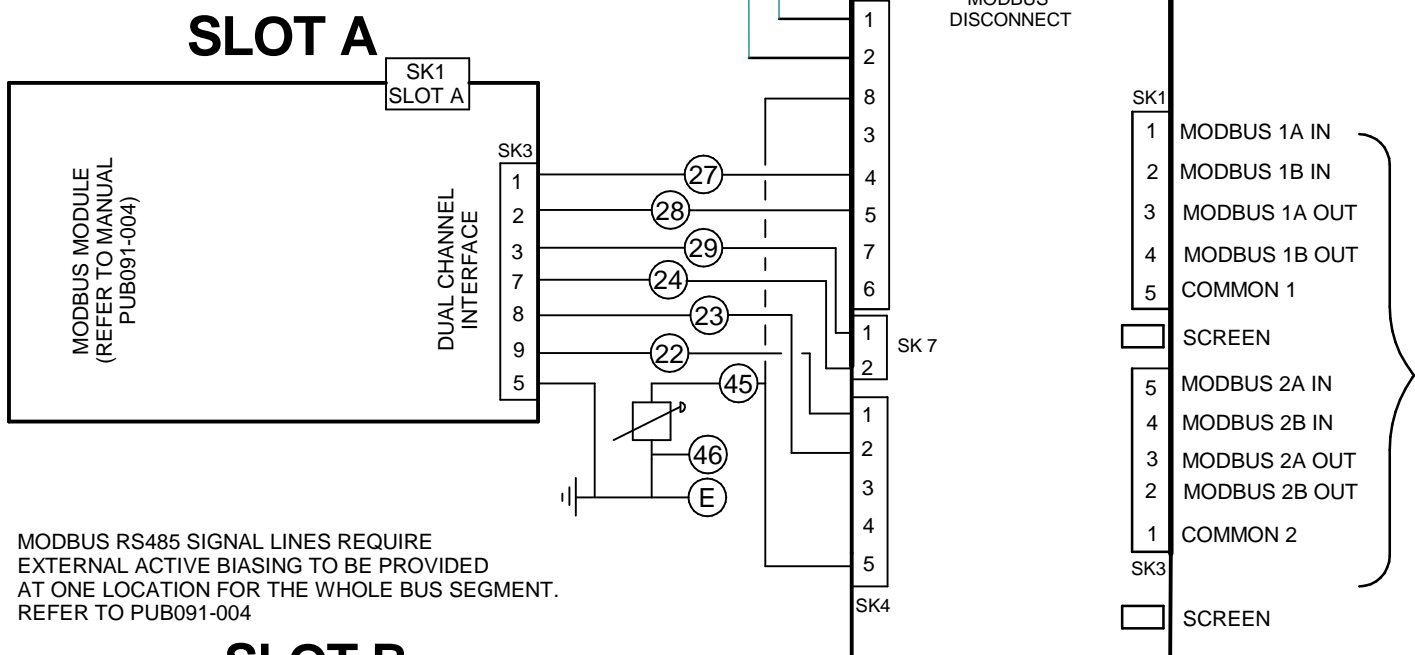 SLOT A
SK1
SLOT A
MODBUS MODULE
(REFER TO MANUAL
PUB091-004)
DUAL CHANNEL
INTERFACE
SK3
1
2
3
7
8
9
5
27
28
29
24
23
22
45
46
E
1
2
8
3
4
5
7
6
1
2
SK 7
1
2
3
4
5
SK4
MODBUS
DISCONNECT
SK1
1 MODBUS 1A IN
2 MODBUS 1B IN
3 MODBUS 1A OUT
4 MODBUS 1B OUT
5 COMMON 1
SCREEN
5 MODBUS 2A IN
4 MODBUS 2B IN
3 MODBUS 2A OUT
2 MODBUS 2B OUT
1 COMMON 2
SK3
SCREEN
MODBUS RS485 SIGNAL LINES REQUIRE
EXTERNAL ACTIVE BIASING TO BE PROVIDED
AT ONE LOCATION FOR THE WHOLE BUS SEGMENT.
REFER TO PUB091-004
SLOT B